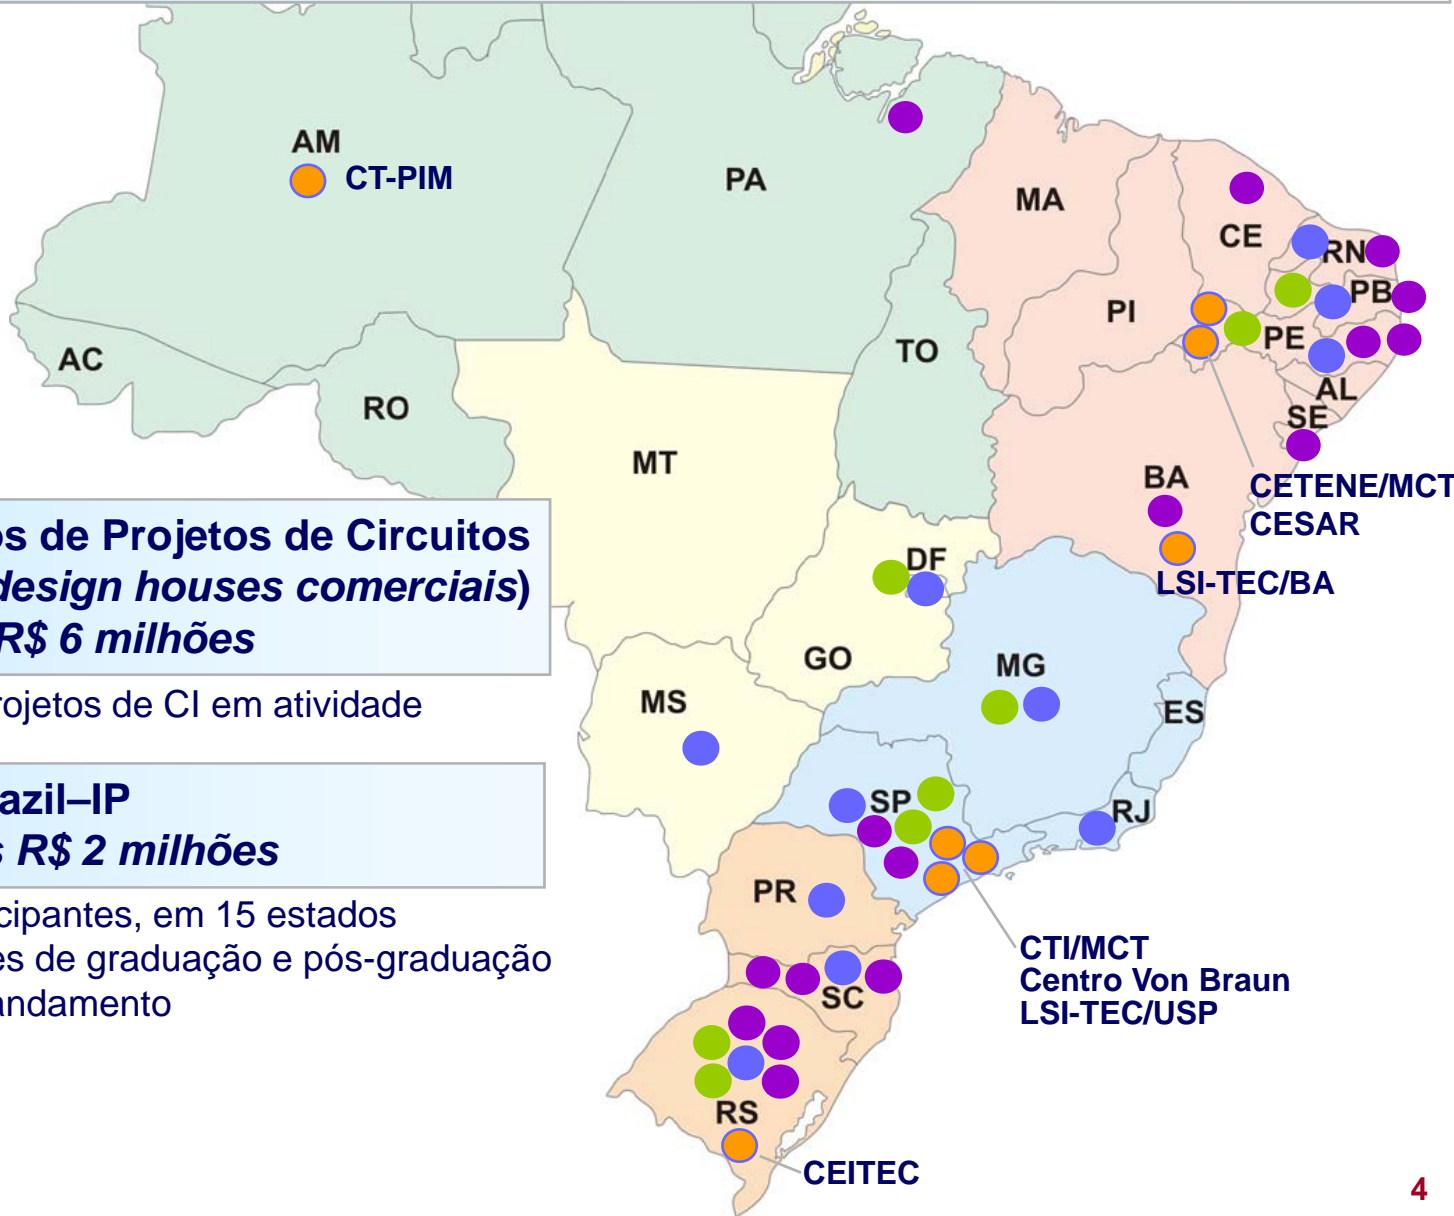 AM
CT-PIM
PA
MA
CE
RN
PB
PI
PE
AL
SE
AC
TO
RO
MT
BA
CETENE/MCT
CESAR
LSI-TEC/BA
DF
GO
MG
ES
MS
SP
RJ
PR
SC
RS
de Projetos de Circuitos
design houses comerciais)
R$ 6 milhões
rojetos de CI em atividade
azil–IP
R$ 2 milhões
cipantes, em 15 estados
es de graduação e pós-graduação
andamento
CTI/MCT
Centro Von Braun
LSI-TEC/USP
CEITEC
4